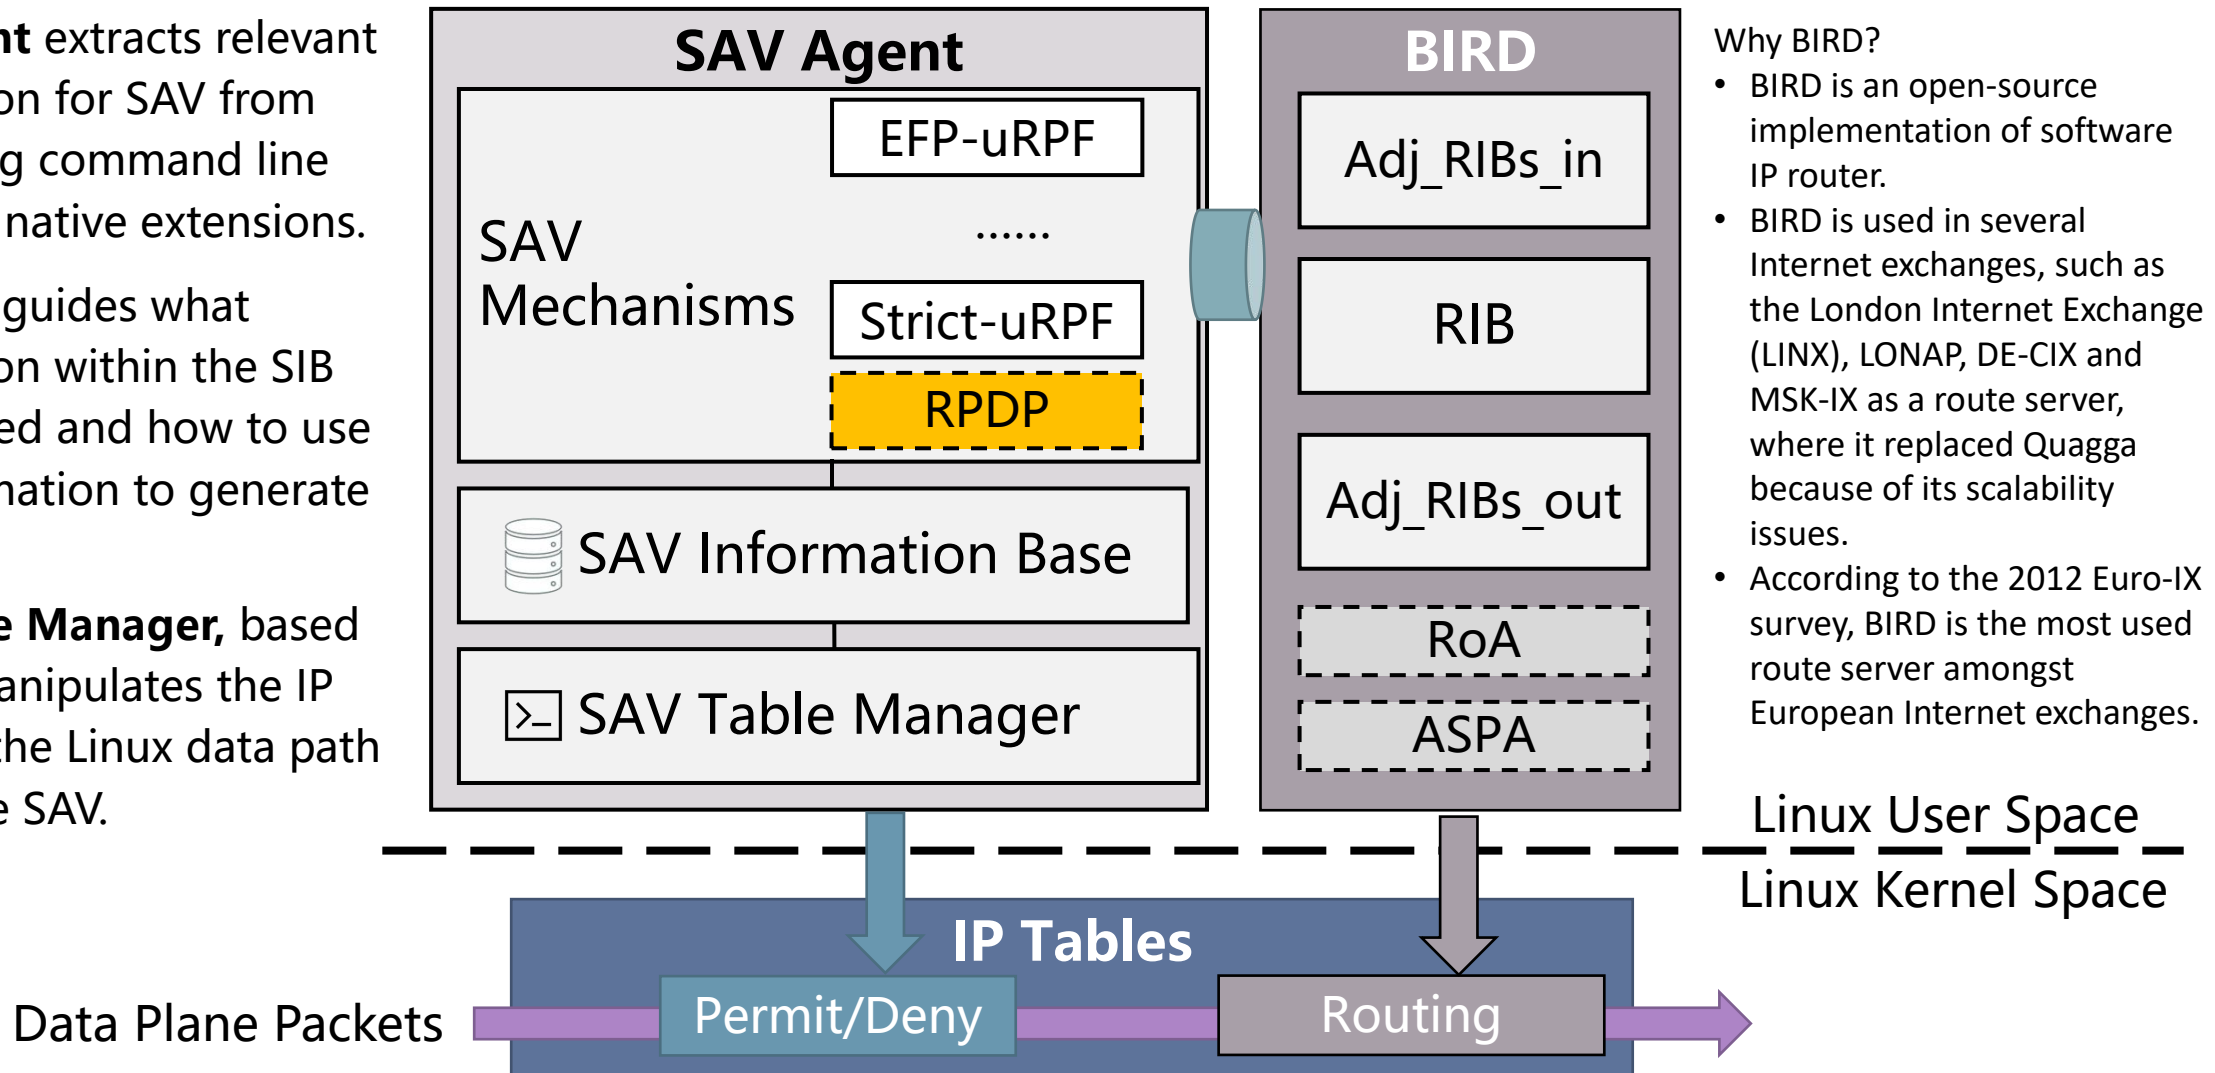 nt extracts relevant
on for SAV from
g command line
native extensions.
guides what
on within the SIB
ed and how to use
nation to generate
e Manager, based
anipulates the IP
the Linux data path
e SAV.
SAV Agent
SAV
Mechanisms
EFP-uRPF
......
Strict-uRPF
RPDP
SAV Information Base
>_ SAV Table Manager
BIRD
Adj_RIBs_in
RIB
Adj_RIBs_out
RoA
ASPA
Why BIRD?
• BIRD is an open-source
implementation of software
IP router.
• BIRD is used in several
Internet exchanges, such as
the London Internet Exchange
(LINX), LONAP, DE-CIX and
MSK-IX as a route server,
where it replaced Quagga
because of its scalability
issues.
• According to the 2012 Euro-IX
survey, BIRD is the most used
route server amongst
European Internet exchanges.
Linux User Space
Linux Kernel Space
IP Tables
Data Plane Packets
Permit/Deny
Routing